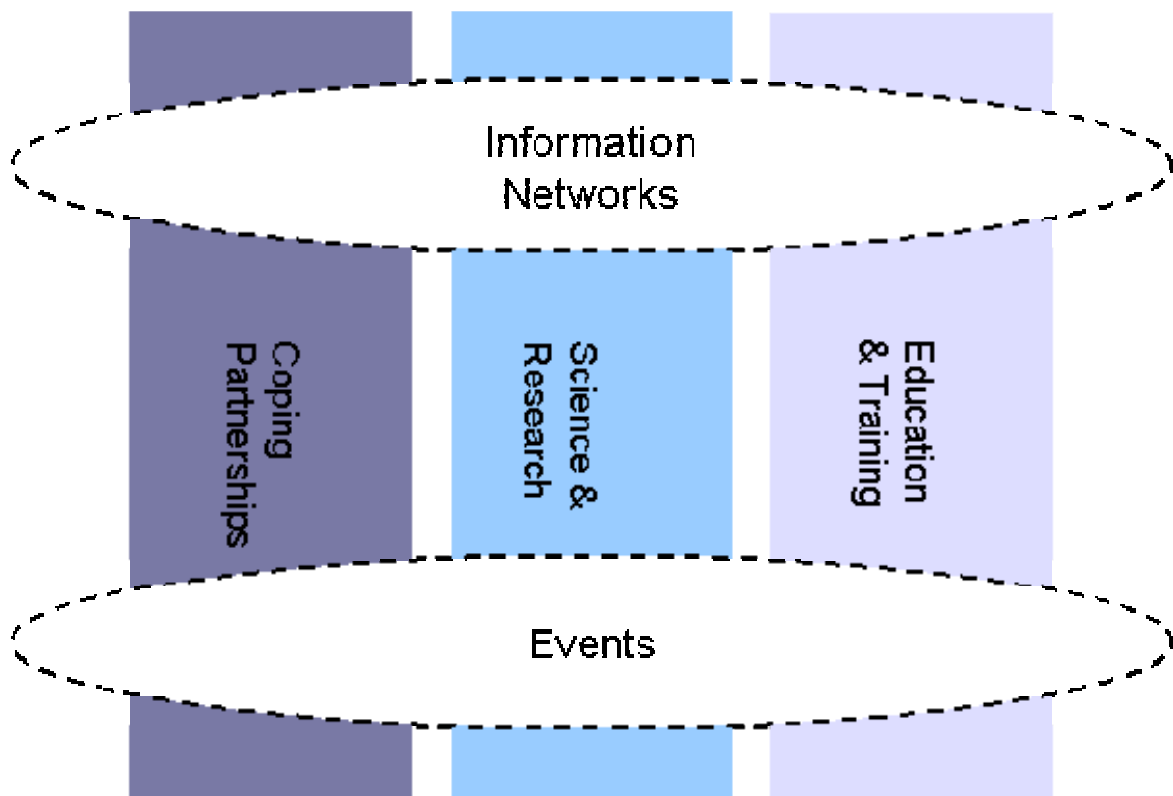 Information
Networks
Coping
Partnerships
Science &
Research
Education
& Training
Events